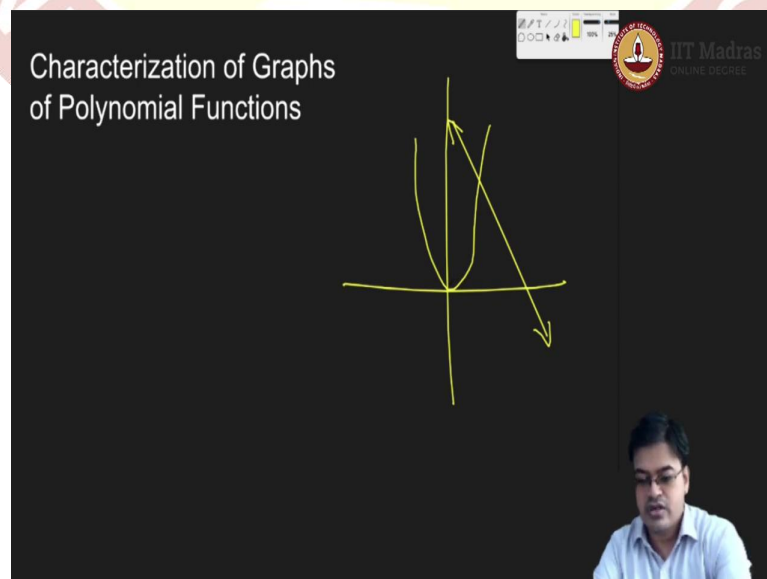 Characterization of Graphs
of Polynomial Functions
IIT Madras
ONLINE DEGREE